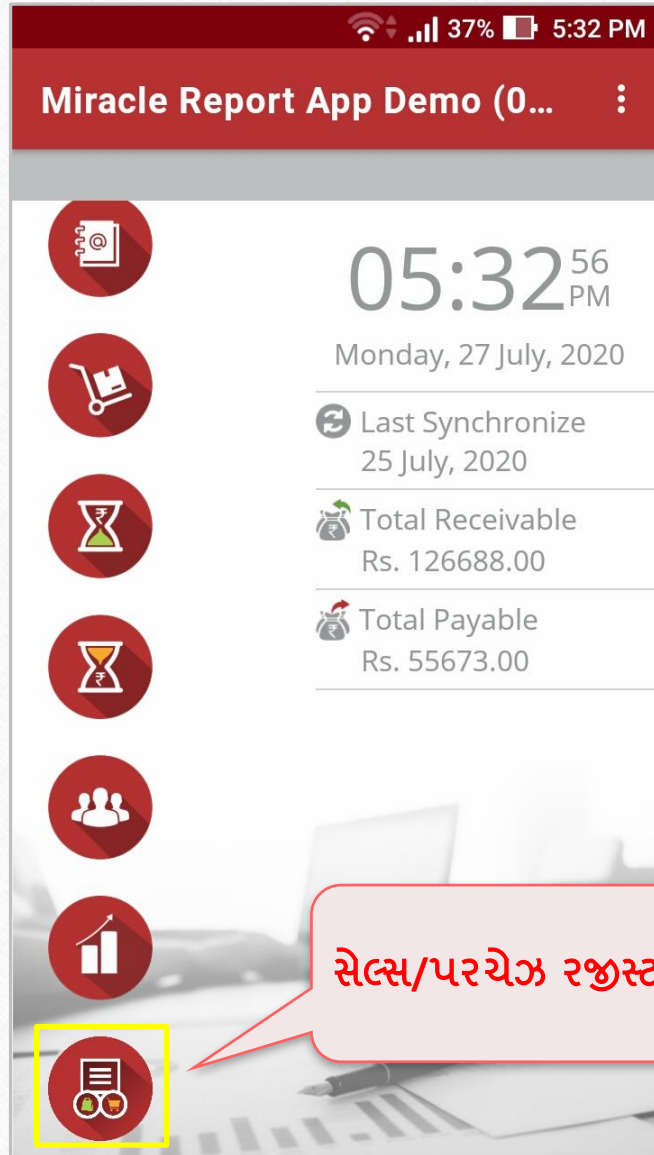 37% 5:32 PM
Miracle Report App Demo (0...
05:32 56 PM
Monday, 27 July, 2020
Last Synchronize
25 July, 2020
Total Receivable
Rs. 126688.00
Total Payable
Rs. 55673.00
સેલ્સ/પરચેઝ